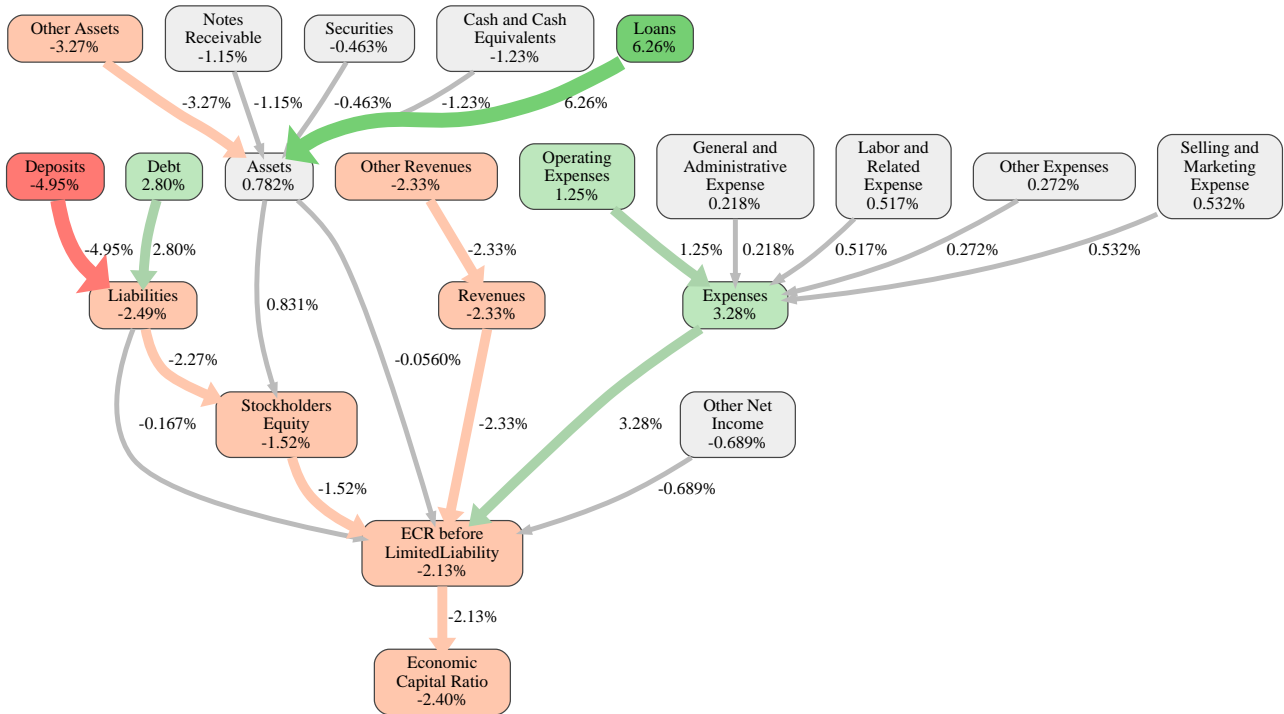 Other Assets
-3.27%
Notes
Receivable
-1.15%
Securities
-0.463%
Cash and Cash
Equivalents
-1.23%
Loans
6.26%
-3.27%
-1.15%
-0.463%
-1.23%
6.26%
Deposits
-4.95%
Debt
2.80%
Assets
0.782%
Other Revenues
-2.33%
Operating
Expenses
1.25%
General and
Administrative
Expense
0.218%
Labor and
Related
Expense
0.517%
Other Expenses
0.272%
Selling and
Marketing
Expense
0.532%
-4.95%
2.80%
-2.33%
1.25%
0.218%
0.517%
0.272%
0.532%
Liabilities
-2.49%
0.831%
Revenues
-2.33%
Expenses
3.28%
-2.27%
-0.0560%
-0.167%
Stockholders
Equity
-1.52%
-2.33%
3.28%
Other Net
Income
-0.689%
-1.52%
-0.689%
ECR before
LimitedLiability
-2.13%
-2.13%
Economic
Capital Ratio
-2.40%